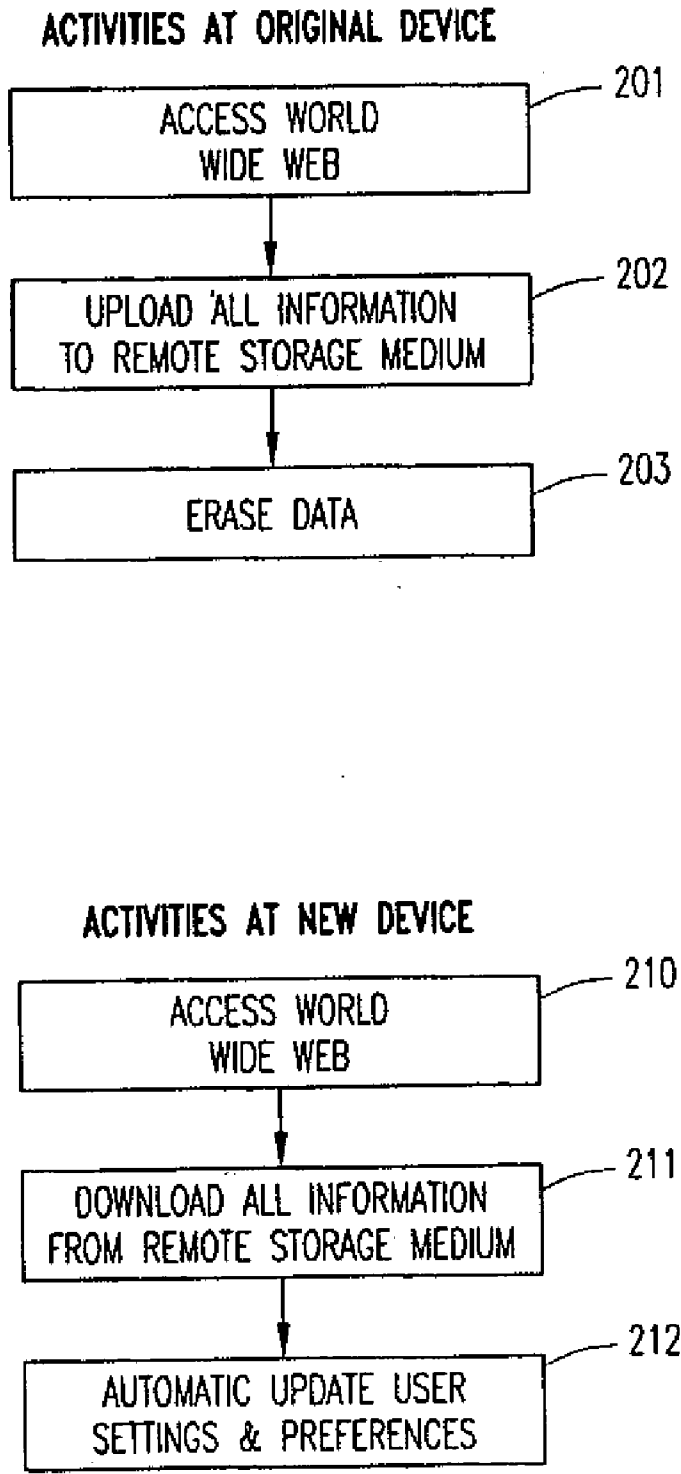 ACTIVITIES AT ORIGINAL DEVICE
201
ACCESS WORLD
WIDE WEB
202
UPLOAD ALL INFORMATION
TO REMOTE STORAGE MEDIUM
203
ERASE DATA
ACTIVITIES AT NEW DEVICE
210
ACCESS WORLD
WIDE WEB
211
DOWNLOAD ALL INFORMATION
FROM REMOTE STORAGE MEDIUM
212
AUTOMATIC UPDATE USER
SETTINGS & PREFERENCES